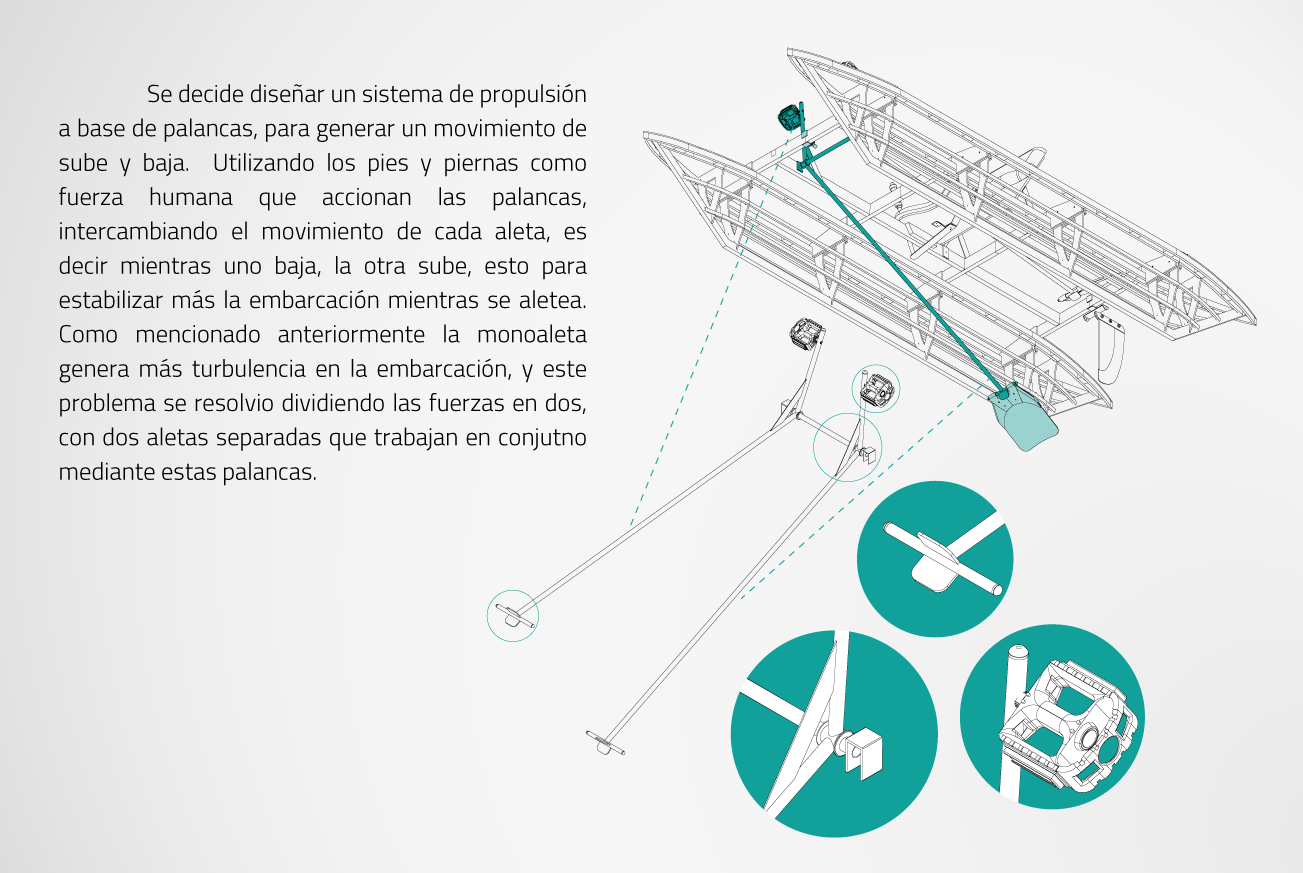 Se decide diseñar un sistema de propulsión
a base de palancas, para generar un movimiento de
sube y baja. Utilizando los pies y piernas como
fuerza humana que accionan las palancas,
intercambiando el movimiento de cada aleta, es
decir mientras uno baja, la otra sube, esto para
estabilizar más la embarcación mientras se aletea.
Como mencionado anteriormente la monoaleta
genera más turbulencia en la embarcación, y este
problema se resolvio dividiendo las fuerzas en dos,
con dos aletas separadas que trabajan en conjutno
mediante estas palancas.